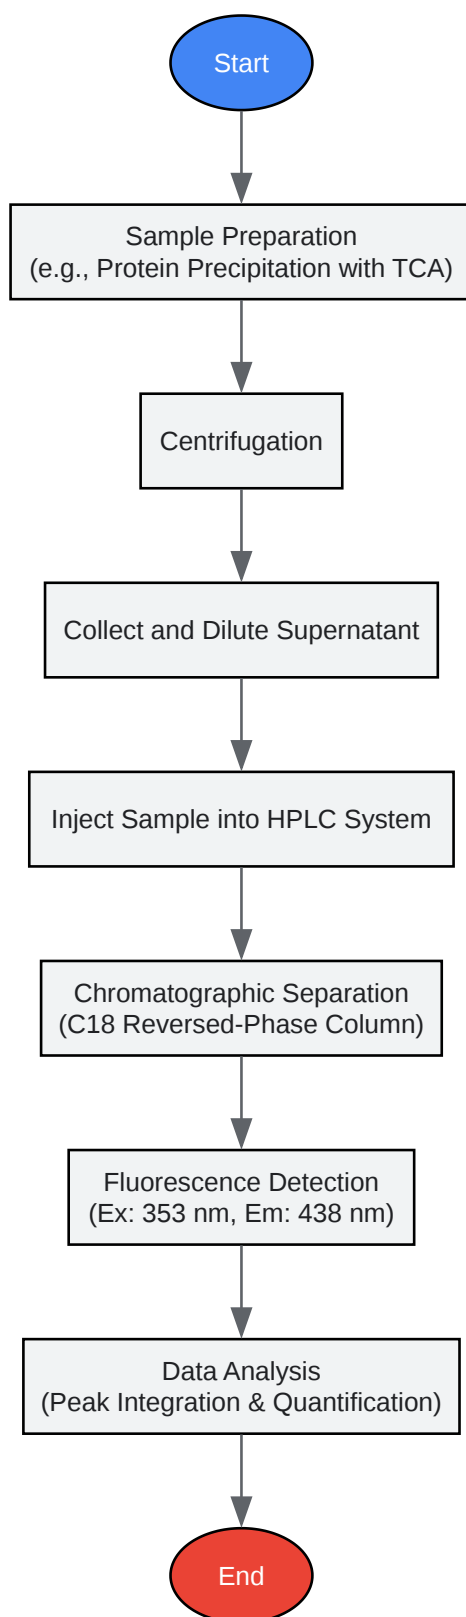 Start
Sample Preparation
(e.g., Protein Precipitation with TCA)
Centrifugation
Collect and Dilute Supernatant
Inject Sample into HPLC System
Chromatographic Separation
(C18 Reversed-Phase Column)
Fluorescence Detection
(Ex: 353 nm, Em: 438 nm)
Data Analysis
(Peak Integration & Quantification)
End